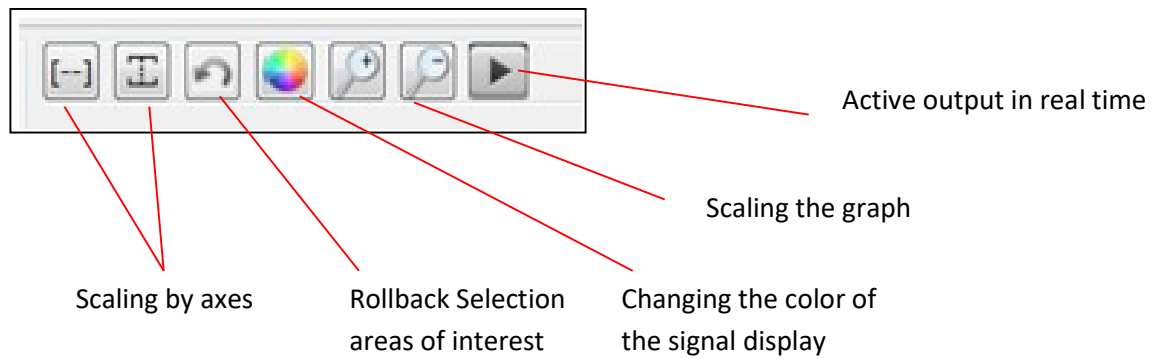 Active output in real time
Scaling the graph
Scaling by axes
Rollback Selection
areas of interest
Changing the color of
the signal display